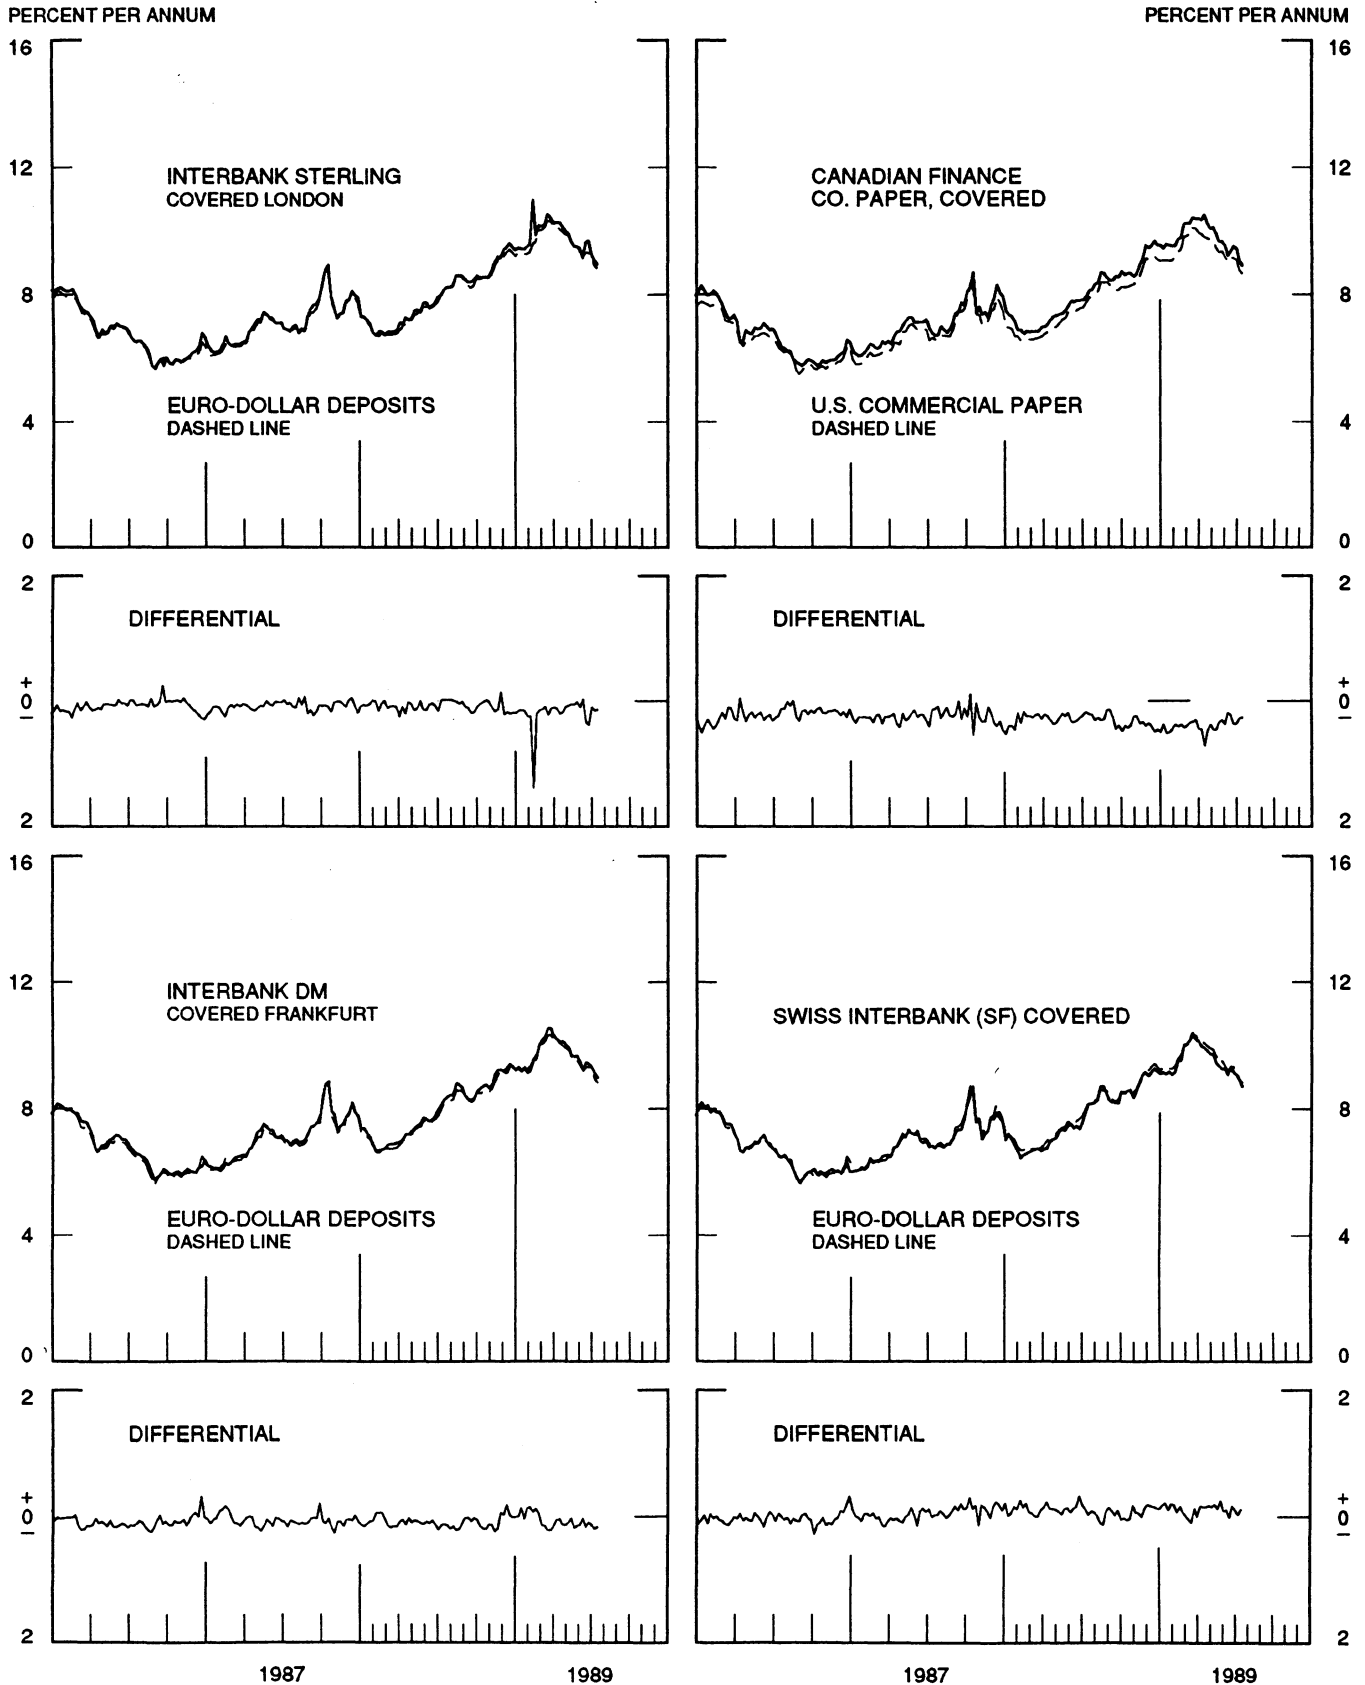 PERCENT PER ANNUM
PERCENT PER ANNUM
16
12
8
4
0
INTERBANK STERLING
COVERED LONDON
EURO-DOLLAR DEPOSITS
DASHED LINE
CANADIAN FINANCE
CO. PAPER, COVERED
U.S. COMMERCIAL PAPER
DASHED LINE
16
12
8
4
0
2
+
0
−
2
DIFFERENTIAL
DIFFERENTIAL
2
+
0
−
2
16
12
8
4
0
INTERBANK DM
COVERED FRANKFURT
EURO-DOLLAR DEPOSITS
DASHED LINE
SWISS INTERBANK (SF) COVERED
EURO-DOLLAR DEPOSITS
DASHED LINE
16
12
8
4
0
2
+
0
−
2
DIFFERENTIAL
DIFFERENTIAL
2
+
0
−
2
1987
1989
1987
1989